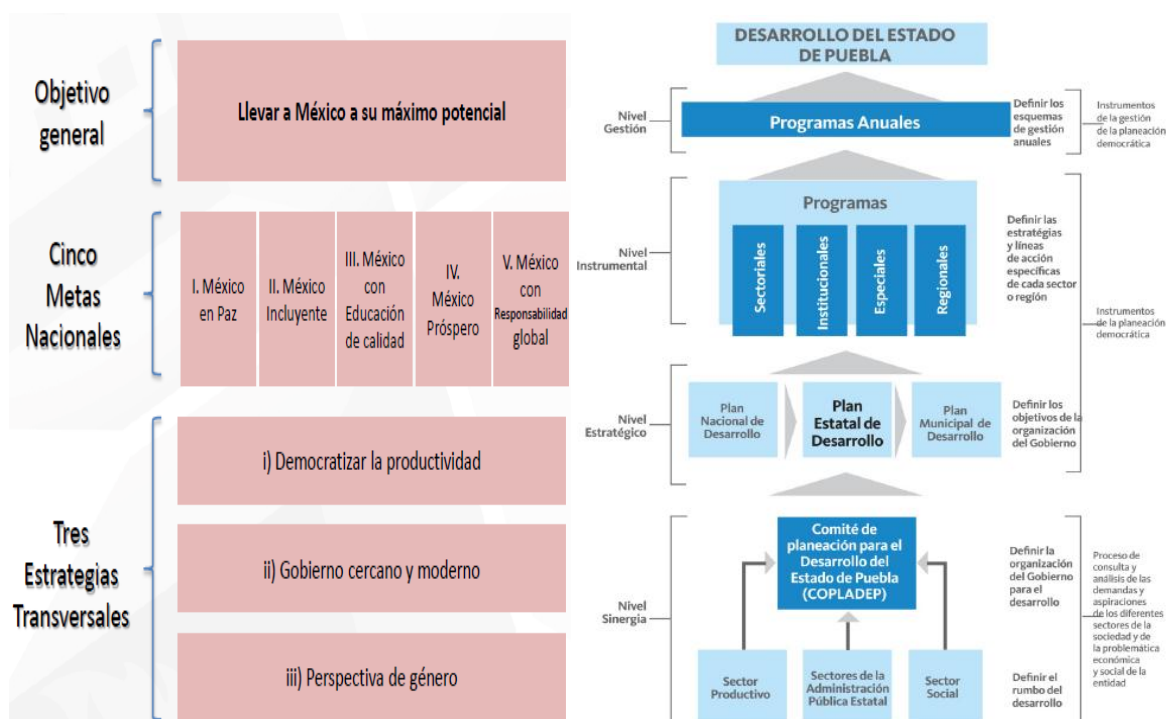 Objetivo
general
Llevar a México a su máximo potencial
Cinco
Metas
Nacionales
I. México
en Paz
II. México
Incluyente
III. México
con
Educación
de calidad
IV.
México
Próspero
V. México
con
Responsabilidad
global
Tres
Estrategias
Transversales
i) Democratizar la productividad
ii) Gobierno cercano y moderno
iii) Perspectiva de género
DESARROLLO DEL ESTADO
DE PUEBLA
Nivel
Gestión
Programas Anuales
Definir los
esquemas
de gestión
anuales
Instrumentos
de la gestión
de la planeación
democrática
Nivel
Instrumental
Programas
Sectoriales
Institucionales
Especiales
Regionales
Definir las
estratégias
y líneas
de acción
específicas
de cada sector
o región
Instrumentos
de la planeación
democrática
Nivel
Estratégico
Plan
Nacional de
Desarrollo
Plan
Estatal de
Desarrollo
Plan
Municipal de
Desarrollo
Definir los
objetivos de la
organización
del Gobierno
Nivel
Sinergia
Comité de
planeación para el
Desarrollo del
Estado de Puebla
(COPLADEP)
Definir la
organización
del Gobierno
para el
desarrollo
Proceso de
consulta y
análisis de las
demandas y
aspiraciones
de los diferentes
sectores de la
sociedad y de
la problemática
económica
y social de la
entidad
Sector
Productivo
Sectores de la
Administración
Pública Estatal
Sector
Social
Definir el
rumbo del
desarrollo